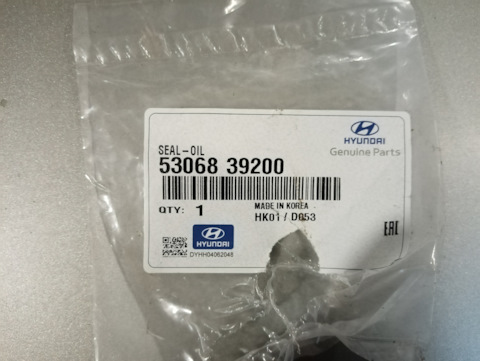 HYUNDAI
Genuine Parts
SEAL-OIL
53068 39200
MADE IN KOREA
QTY: 1
HK01 / D053
HYUNDAI
EAC
DYHH04062048